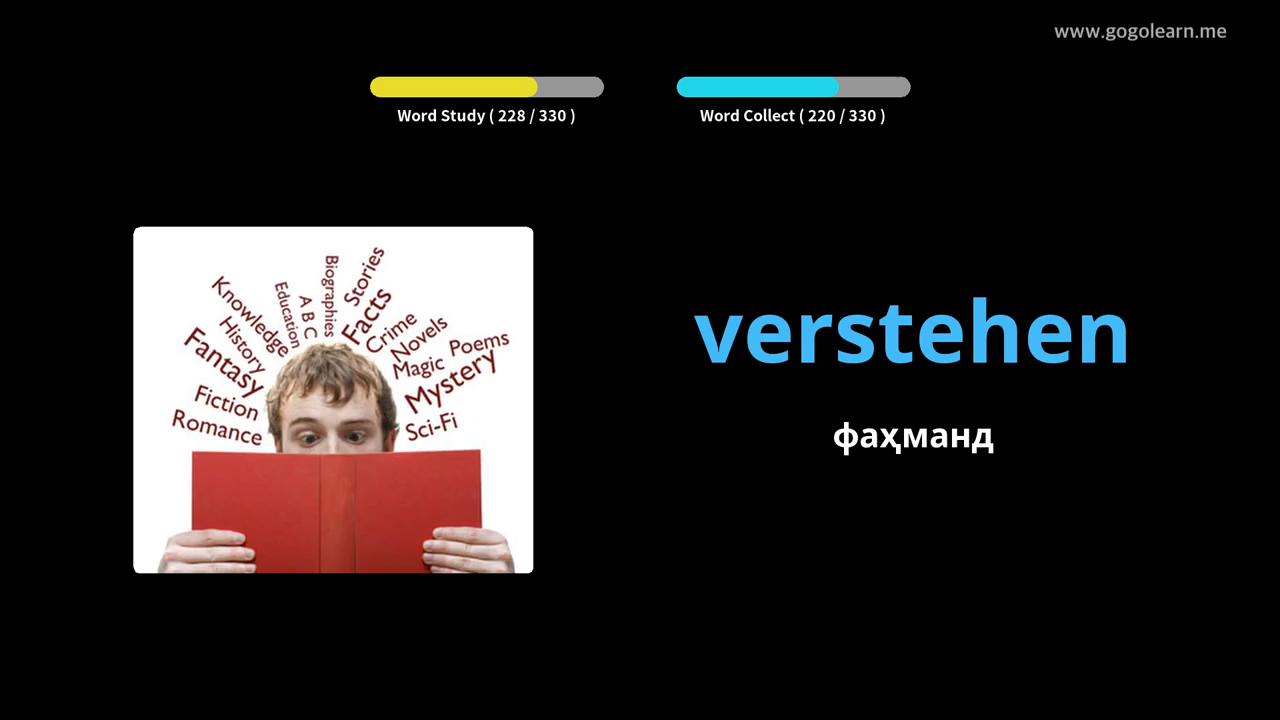 www.gogolearn.me
Word Study ( 228 / 330 )
Word Collect ( 220 / 330 )
Knowledge
History
Fantasy
Fiction
Romance
Education
A B C
Biographies
Stories
Facts
Crime
Novels
Magic
Poems
Mystery
Sci-Fi
verstehen
фаҳманд